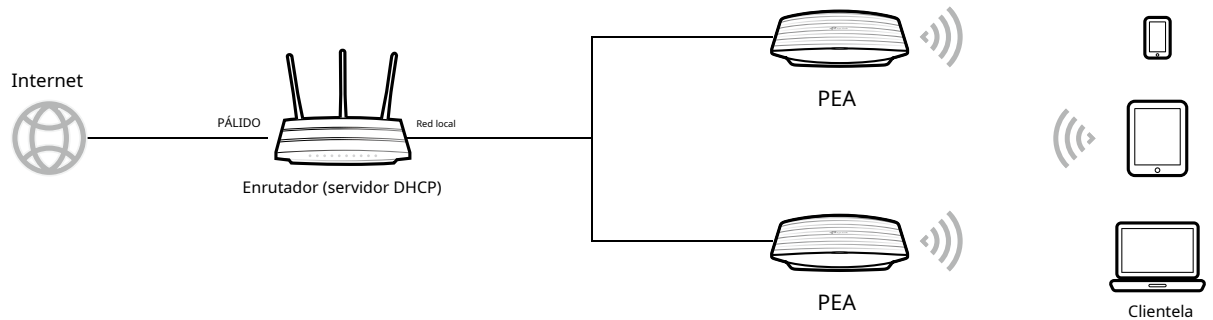 Internet
PÁLIDO
Red local
Enrutador (servidor DHCP)
PEA
PEA
Clientela